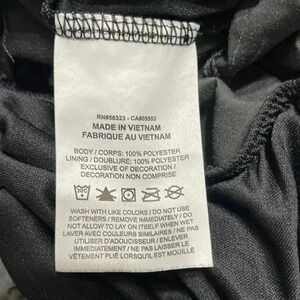 RN#56323 - CA#05553
MADE IN VIETNAM
FABRIQUE AU VIETNAM
BODY / CORPS: 100% POLYESTER
LINING / DOUBLURE: 100% POLYESTER
EXCLUSIVE OF DECORATION /
DECORATION NON COMPRISE
WASH WITH LIKE COLORS / DO NOT USE
SOFTENERS / REMOVE IMMEDIATELY / DO
NOT ALLOW TO LAY ON ITSELF WHEN WET / LAVER
AVEC COULEURS SIMILAIRES / NE PAS
UTILISER D'ADOUCISSEUR / ENLEVER
IMMÉDIATEMENT / NE PAS LAISSER LE
VÊTEMENT PLIÉ LORSQU'IL EST MOUILLÉ